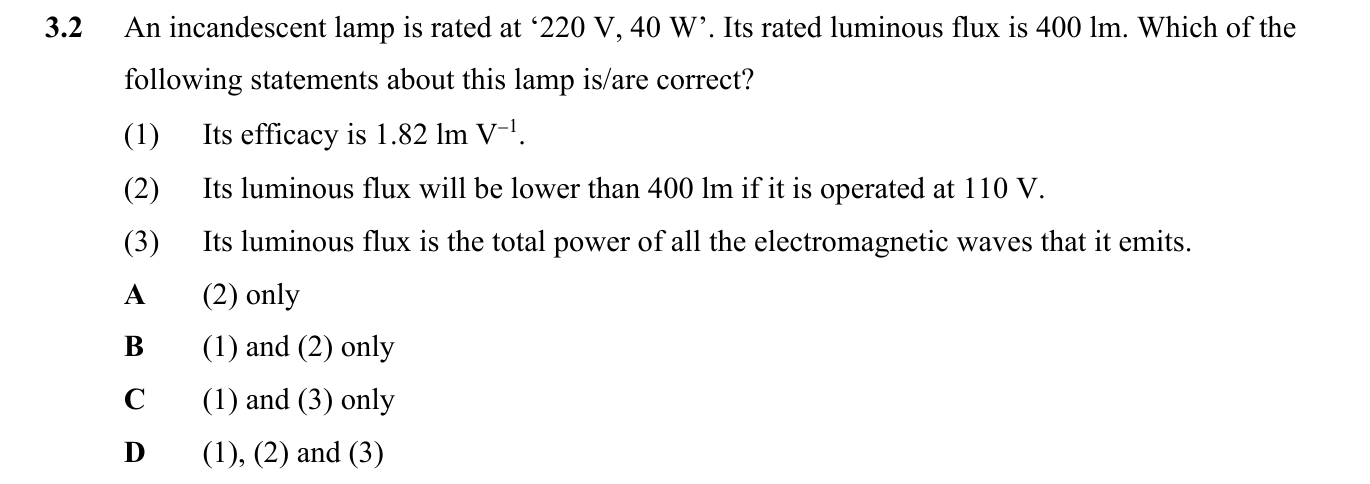 3.2 An incandescent lamp is rated at ‘220 V, 40 W’. Its rated luminous flux is 400 lm. Which of the
following statements about this lamp is/are correct?
(1) Its efficacy is 1.82 lm V⁻¹.
(2) Its luminous flux will be lower than 400 lm if it is operated at 110 V.
(3) Its luminous flux is the total power of all the electromagnetic waves that it emits.
A (2) only
B (1) and (2) only
C (1) and (3) only
D (1), (2) and (3)